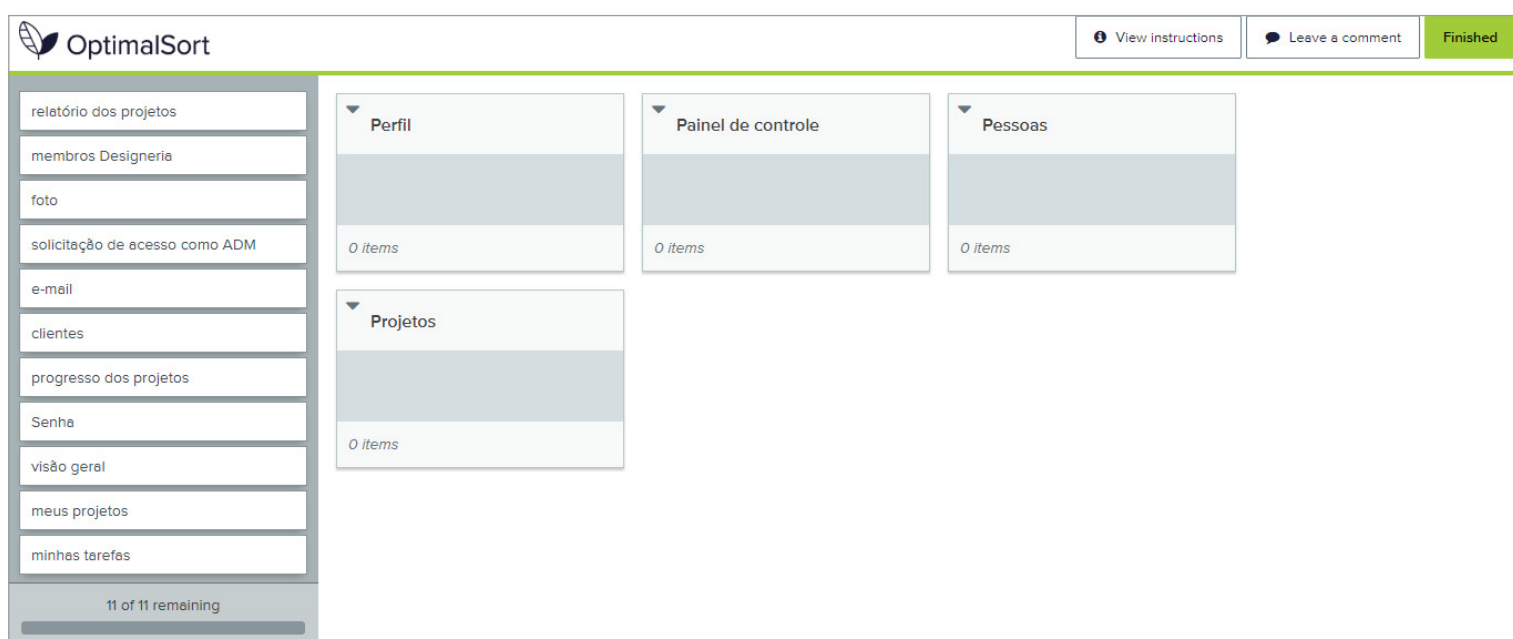 OptimalSort
View instructions
Leave a comment
Finished
relatório dos projetos
membros Designeria
foto
solicitação de acesso como ADM
e-mail
clientes
progresso dos projetos
Senha
visão geral
meus projetos
minhas tarefas
11 of 11 remaining
Perfil
0 items
Painel de controle
0 items
Pessoas
0 items
Projetos
0 items